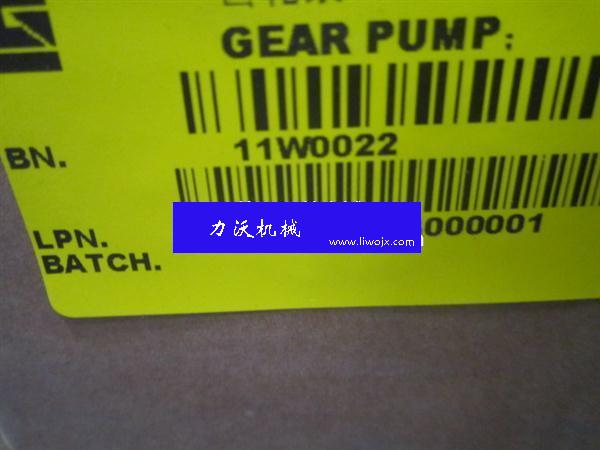 GEAR PUMP:
11W0022
BN.
000001
力沃机械
www.liwojx.com
LPN.
BATCH.